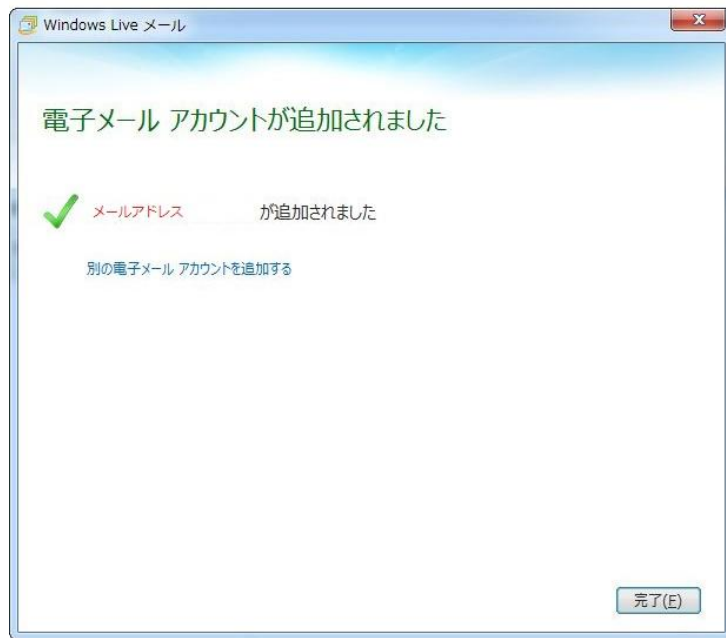 Windows Live メール
電子メール アカウントが追加されました
メールアドレス が追加されました
別の電子メール アカウントを追加する
完了(F)